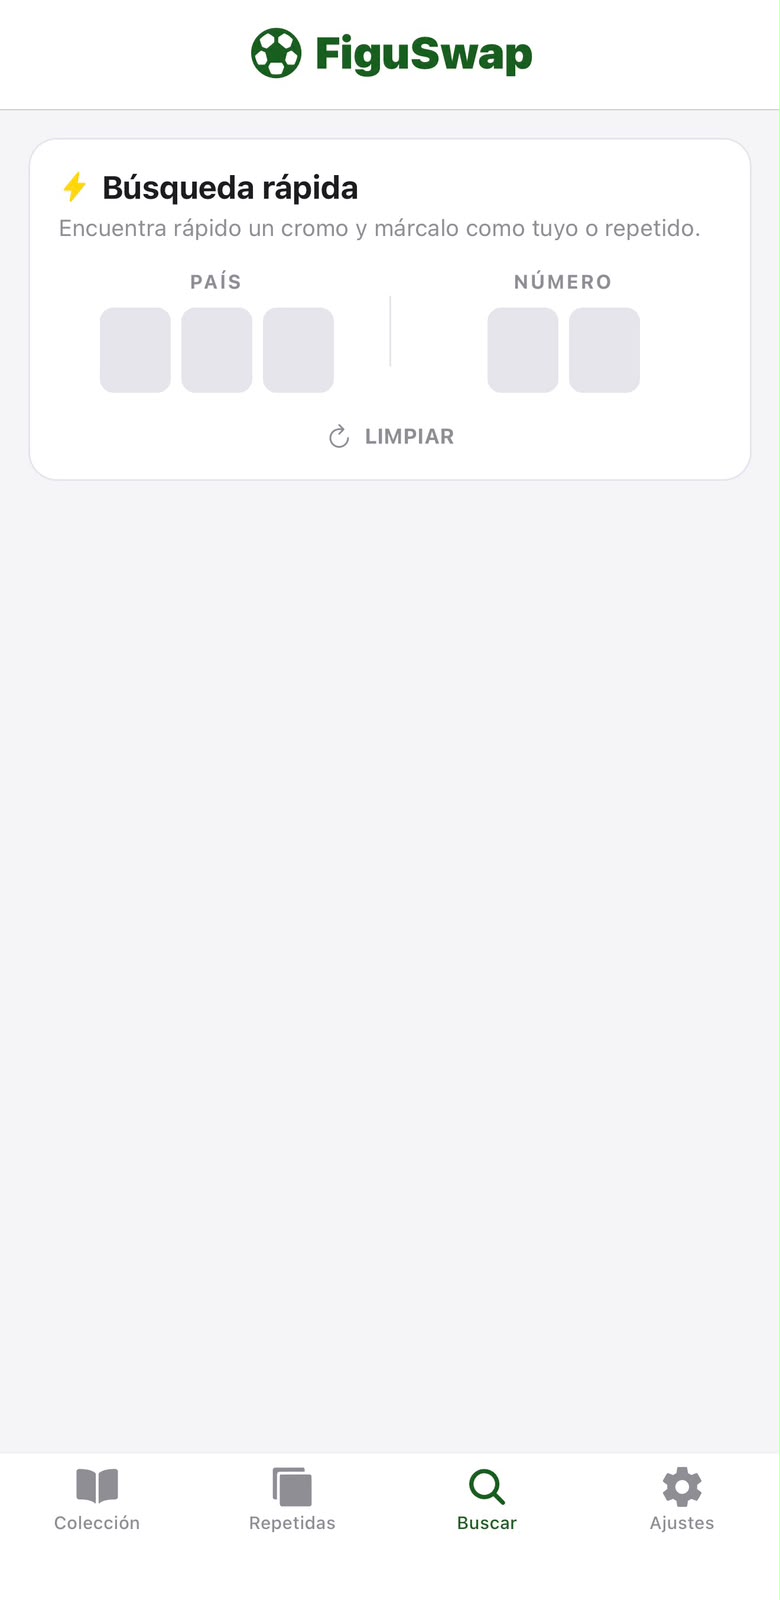 FiguSwap
Búsqueda rápida
Encuentra rápido un cromo y márcalo como tuyo o repetido.
PAÍS
NÚMERO
LIMPIAR
Colección
Repetidas
Buscar
Ajustes